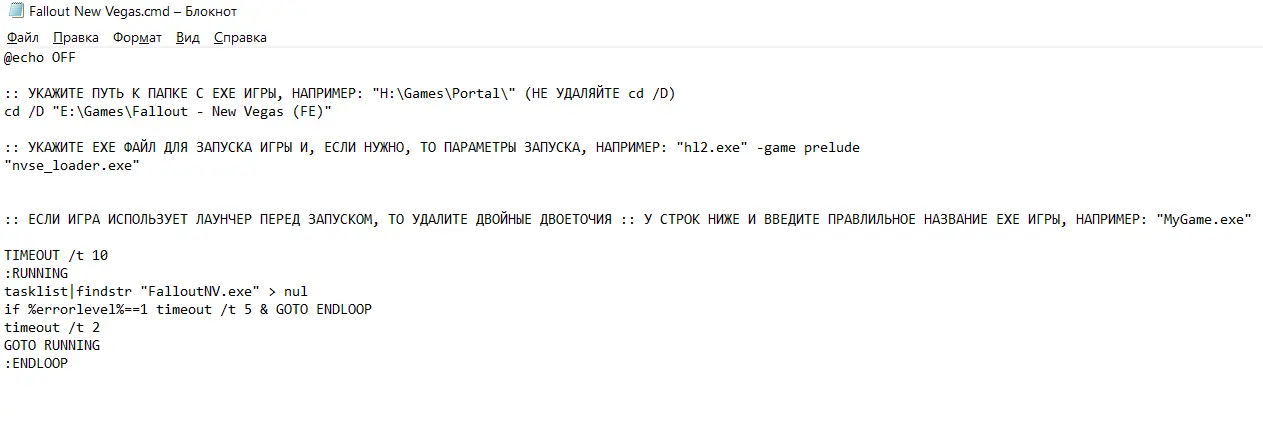 Fallout New Vegas.cmd – Блокнот
Файл Правка Формат Вид Справка
@echo OFF
:: УКАЖИТЕ ПУТЬ К ПАПКЕ С EXE ИГРЫ, НАПРИМЕР: "H:\Games\Portal\" (НЕ УДАЛЯЙТЕ cd /D)
cd /D "E:\Games\Fallout - New Vegas (FE)"
:: УКАЖИТЕ EXE ФАЙЛ ДЛЯ ЗАПУСКА ИГРЫ И, ЕСЛИ НУЖНО, ТО ПАРАМЕТРЫ ЗАПУСКА, НАПРИМЕР: "hl2.exe" -game prelude
"nvse_loader.exe"
:: ЕСЛИ ИГРА ИСПОЛЬЗУЕТ ЛАУНЧЕР ПЕРЕД ЗАПУСКОМ, ТО УДАЛИТЕ ДВОЙНЫЕ ДВОЕТОЧИЯ :: У СТРОК НИЖЕ И ВВЕДИТЕ ПРАВЛИЛЬНОЕ НАЗВАНИЕ EXE ИГРЫ, НАПРИМЕР: "MyGame.exe"
TIMEOUT /t 10
:RUNNING
tasklist|findstr "FalloutNV.exe" > nul
if %errorlevel%==1 timeout /t 5 & GOTO ENDLOOP
timeout /t 2
GOTO RUNNING
:ENDLOOP